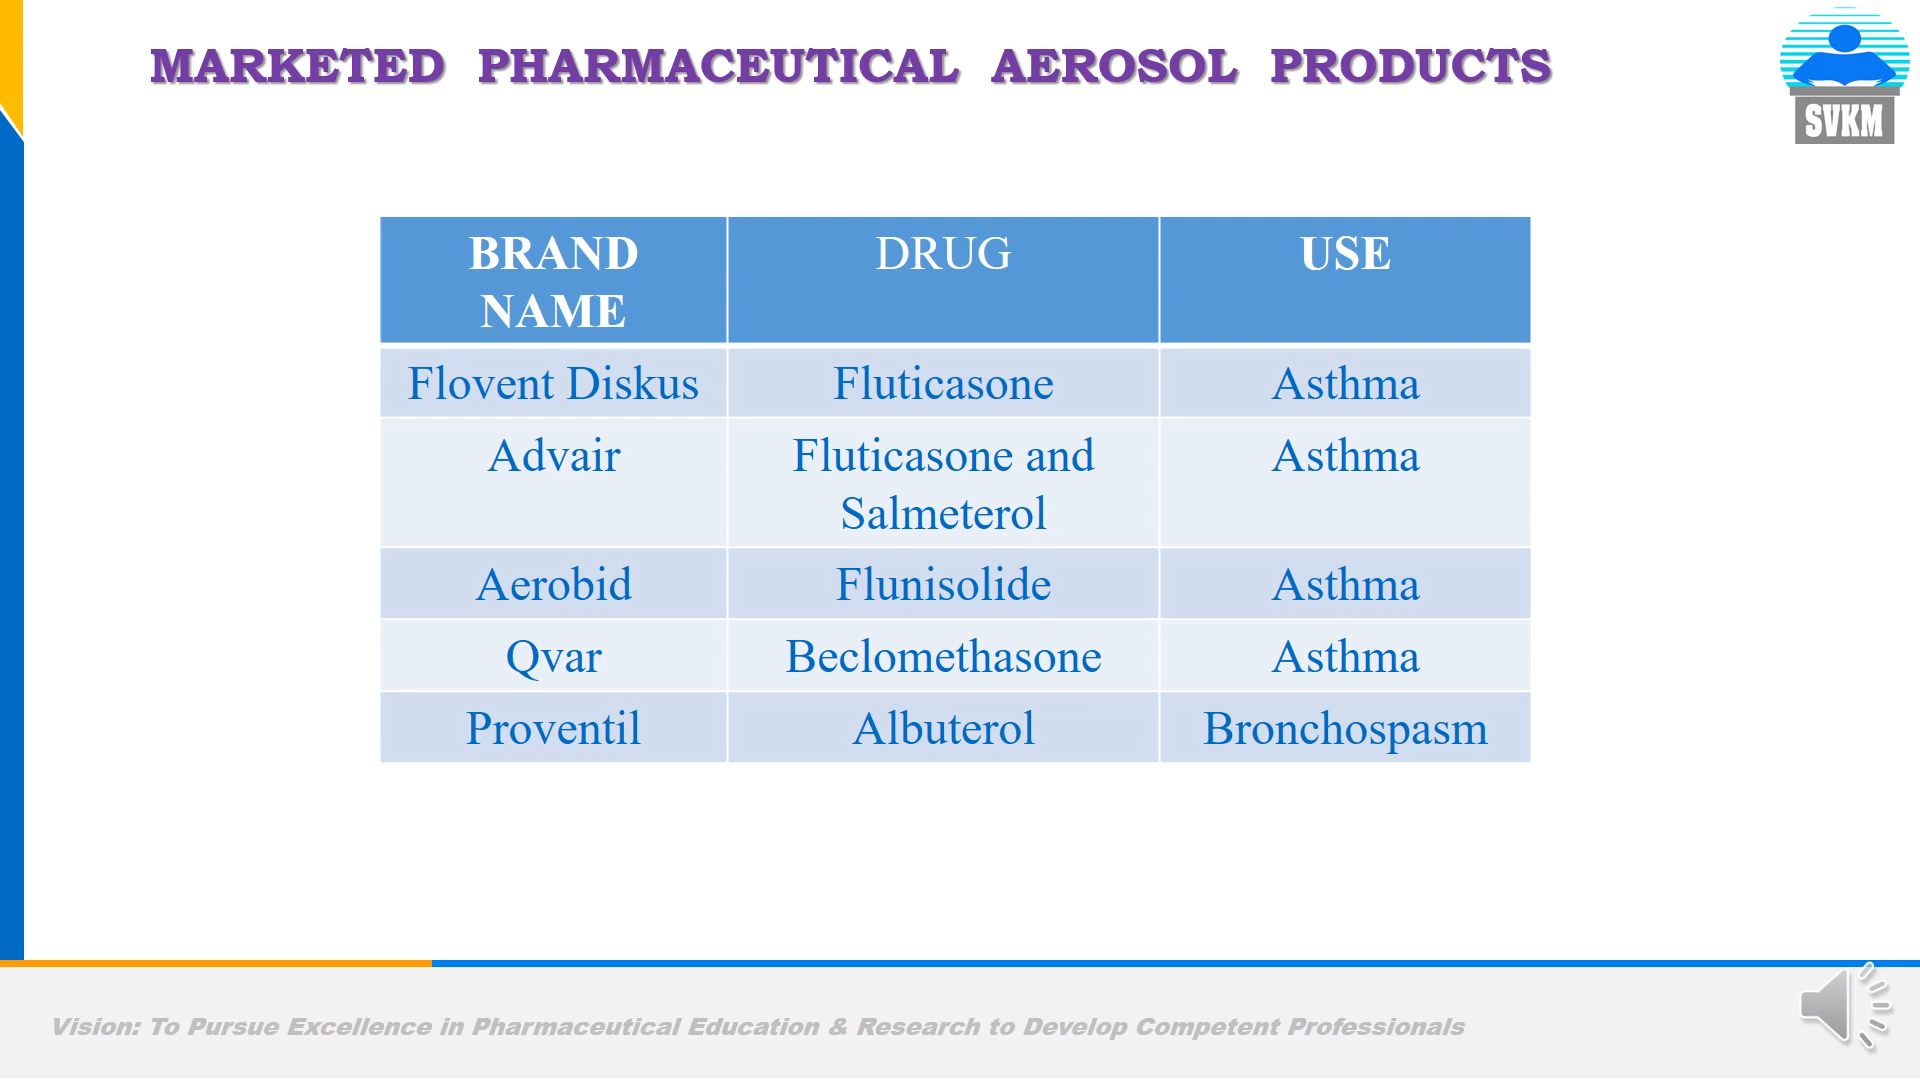 MARKETED PHARMACEUTICAL AEROSOL PRODUCTS
SVKM
BRAND NAME DRUG USE
Flovent Diskus Fluticasone Asthma
Advair Fluticasone and Salmeterol Asthma
Aerobid Flunisolide Asthma
Qvar Beclomethasone Asthma
Proventil Albuterol Bronchospasm
Vision: To Pursue Excellence in Pharmaceutical Education & Research to Develop Competent Professionals